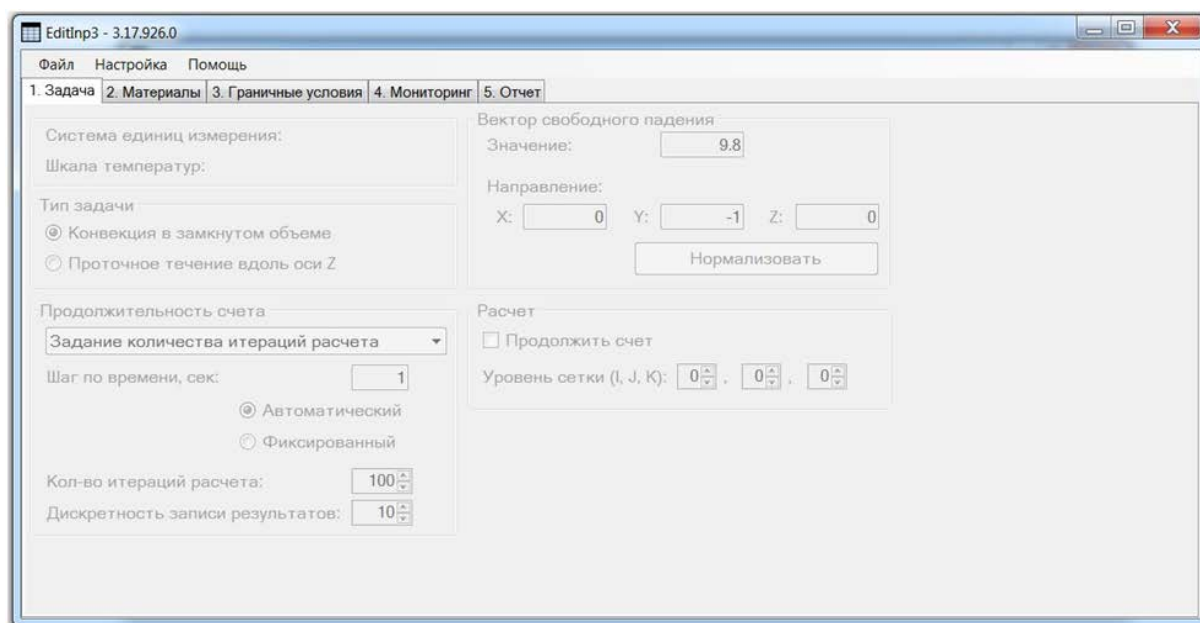 EditInp3 - 3.17.926.0
Файл Настройка Помощь
1. Задача 2. Материалы 3. Граничные условия 4. Мониторинг 5. Отчет
Система единиц измерения:
Шкала температур:
Тип задачи
Конвекция в замкнутом объеме
Проточное течение вдоль оси Z
Продолжительность счета
Задание количества итераций расчета
Шаг по времени, сек: 1
Автоматический
Фиксированный
Кол-во итераций расчета: 100
Дискретность записи результатов: 10
Вектор свободного падения
Значение: 9.8
Направление:
X: 0 Y: -1 Z: 0
Нормализовать
Расчет
Продолжить счет
Уровень сетки (I, J, K): 0 , 0 , 0